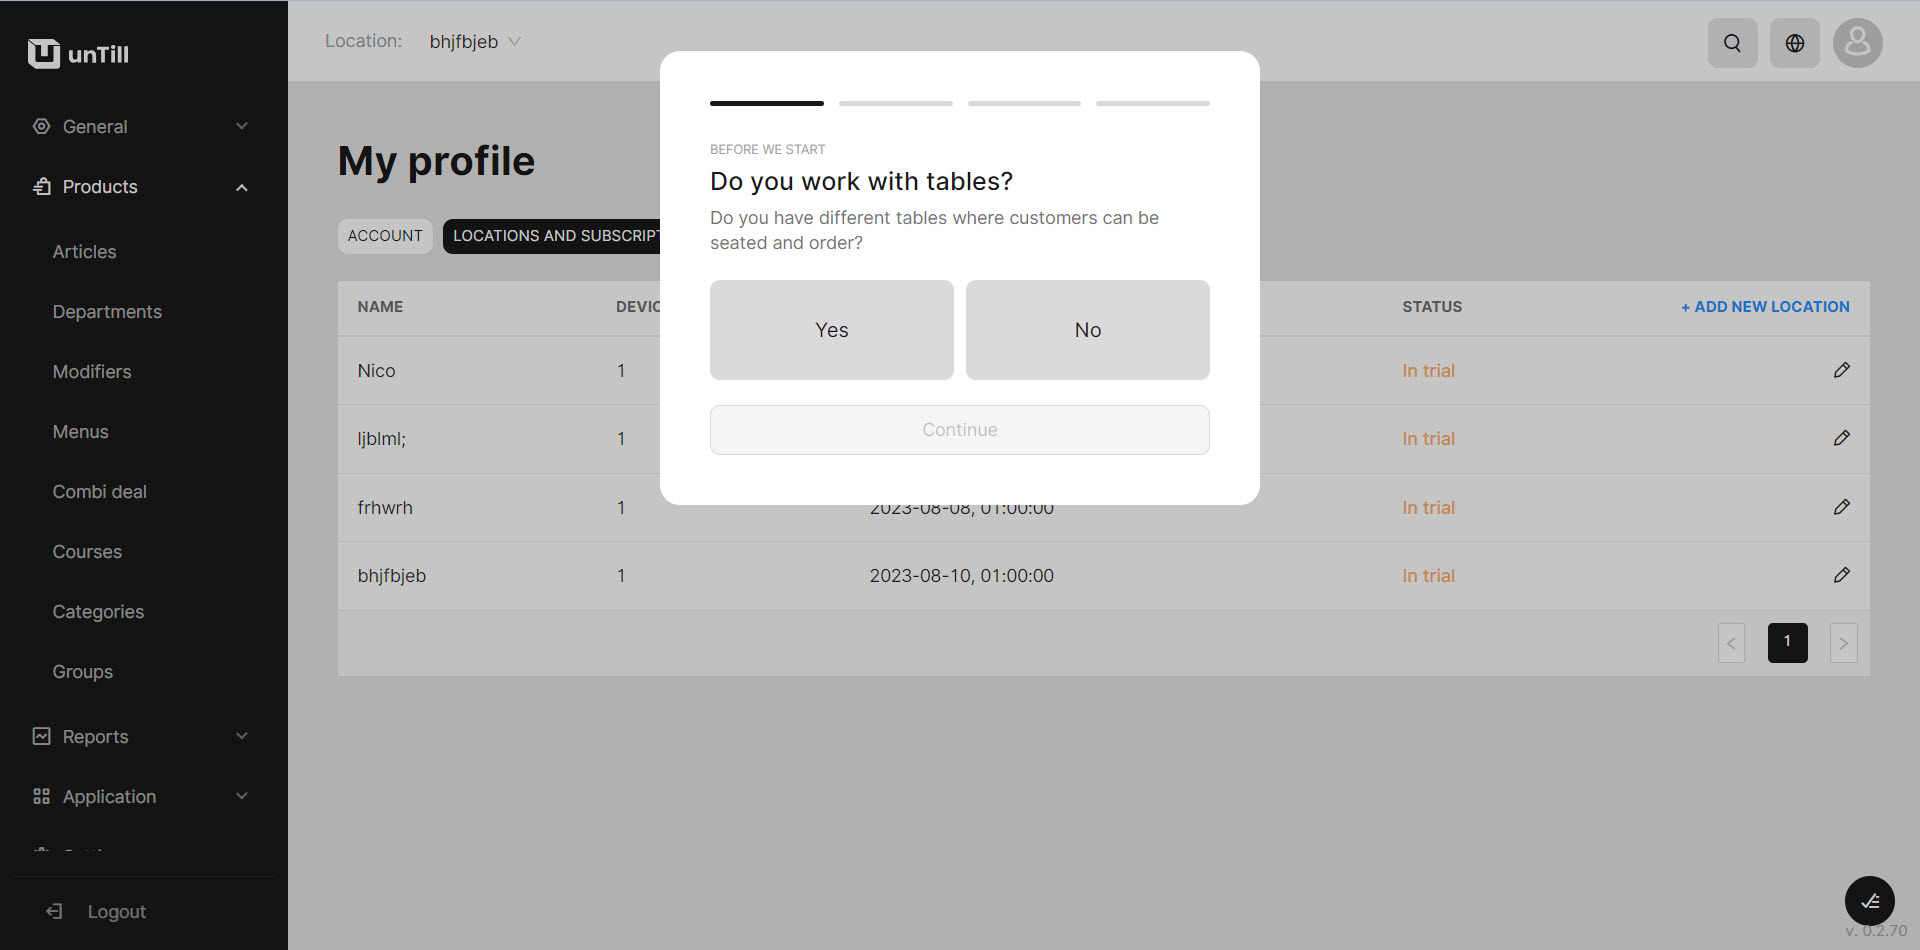 unTill
Location: bhjfbjeb
General
Products
Articles
Departments
Modifiers
Menus
Combi deal
Courses
Categories
Groups
Reports
Application
Logout
My profile
ACCOUNT
NAME
STATUS
+ ADD NEW LOCATION
Nico 1 In trial
ljblml; 1 In trial
frhwrh 1 2023-08-08, 01:00:00 In trial
bhjfbjeb 1 2023-08-10, 01:00:00 In trial
< 1 >
BEFORE WE START
Do you work with tables?
Do you have different tables where customers can be
seated and order?
Yes No
Continue
LOCATIONS AND SUBSCRIPT
DEVIC
v. 0.2.70